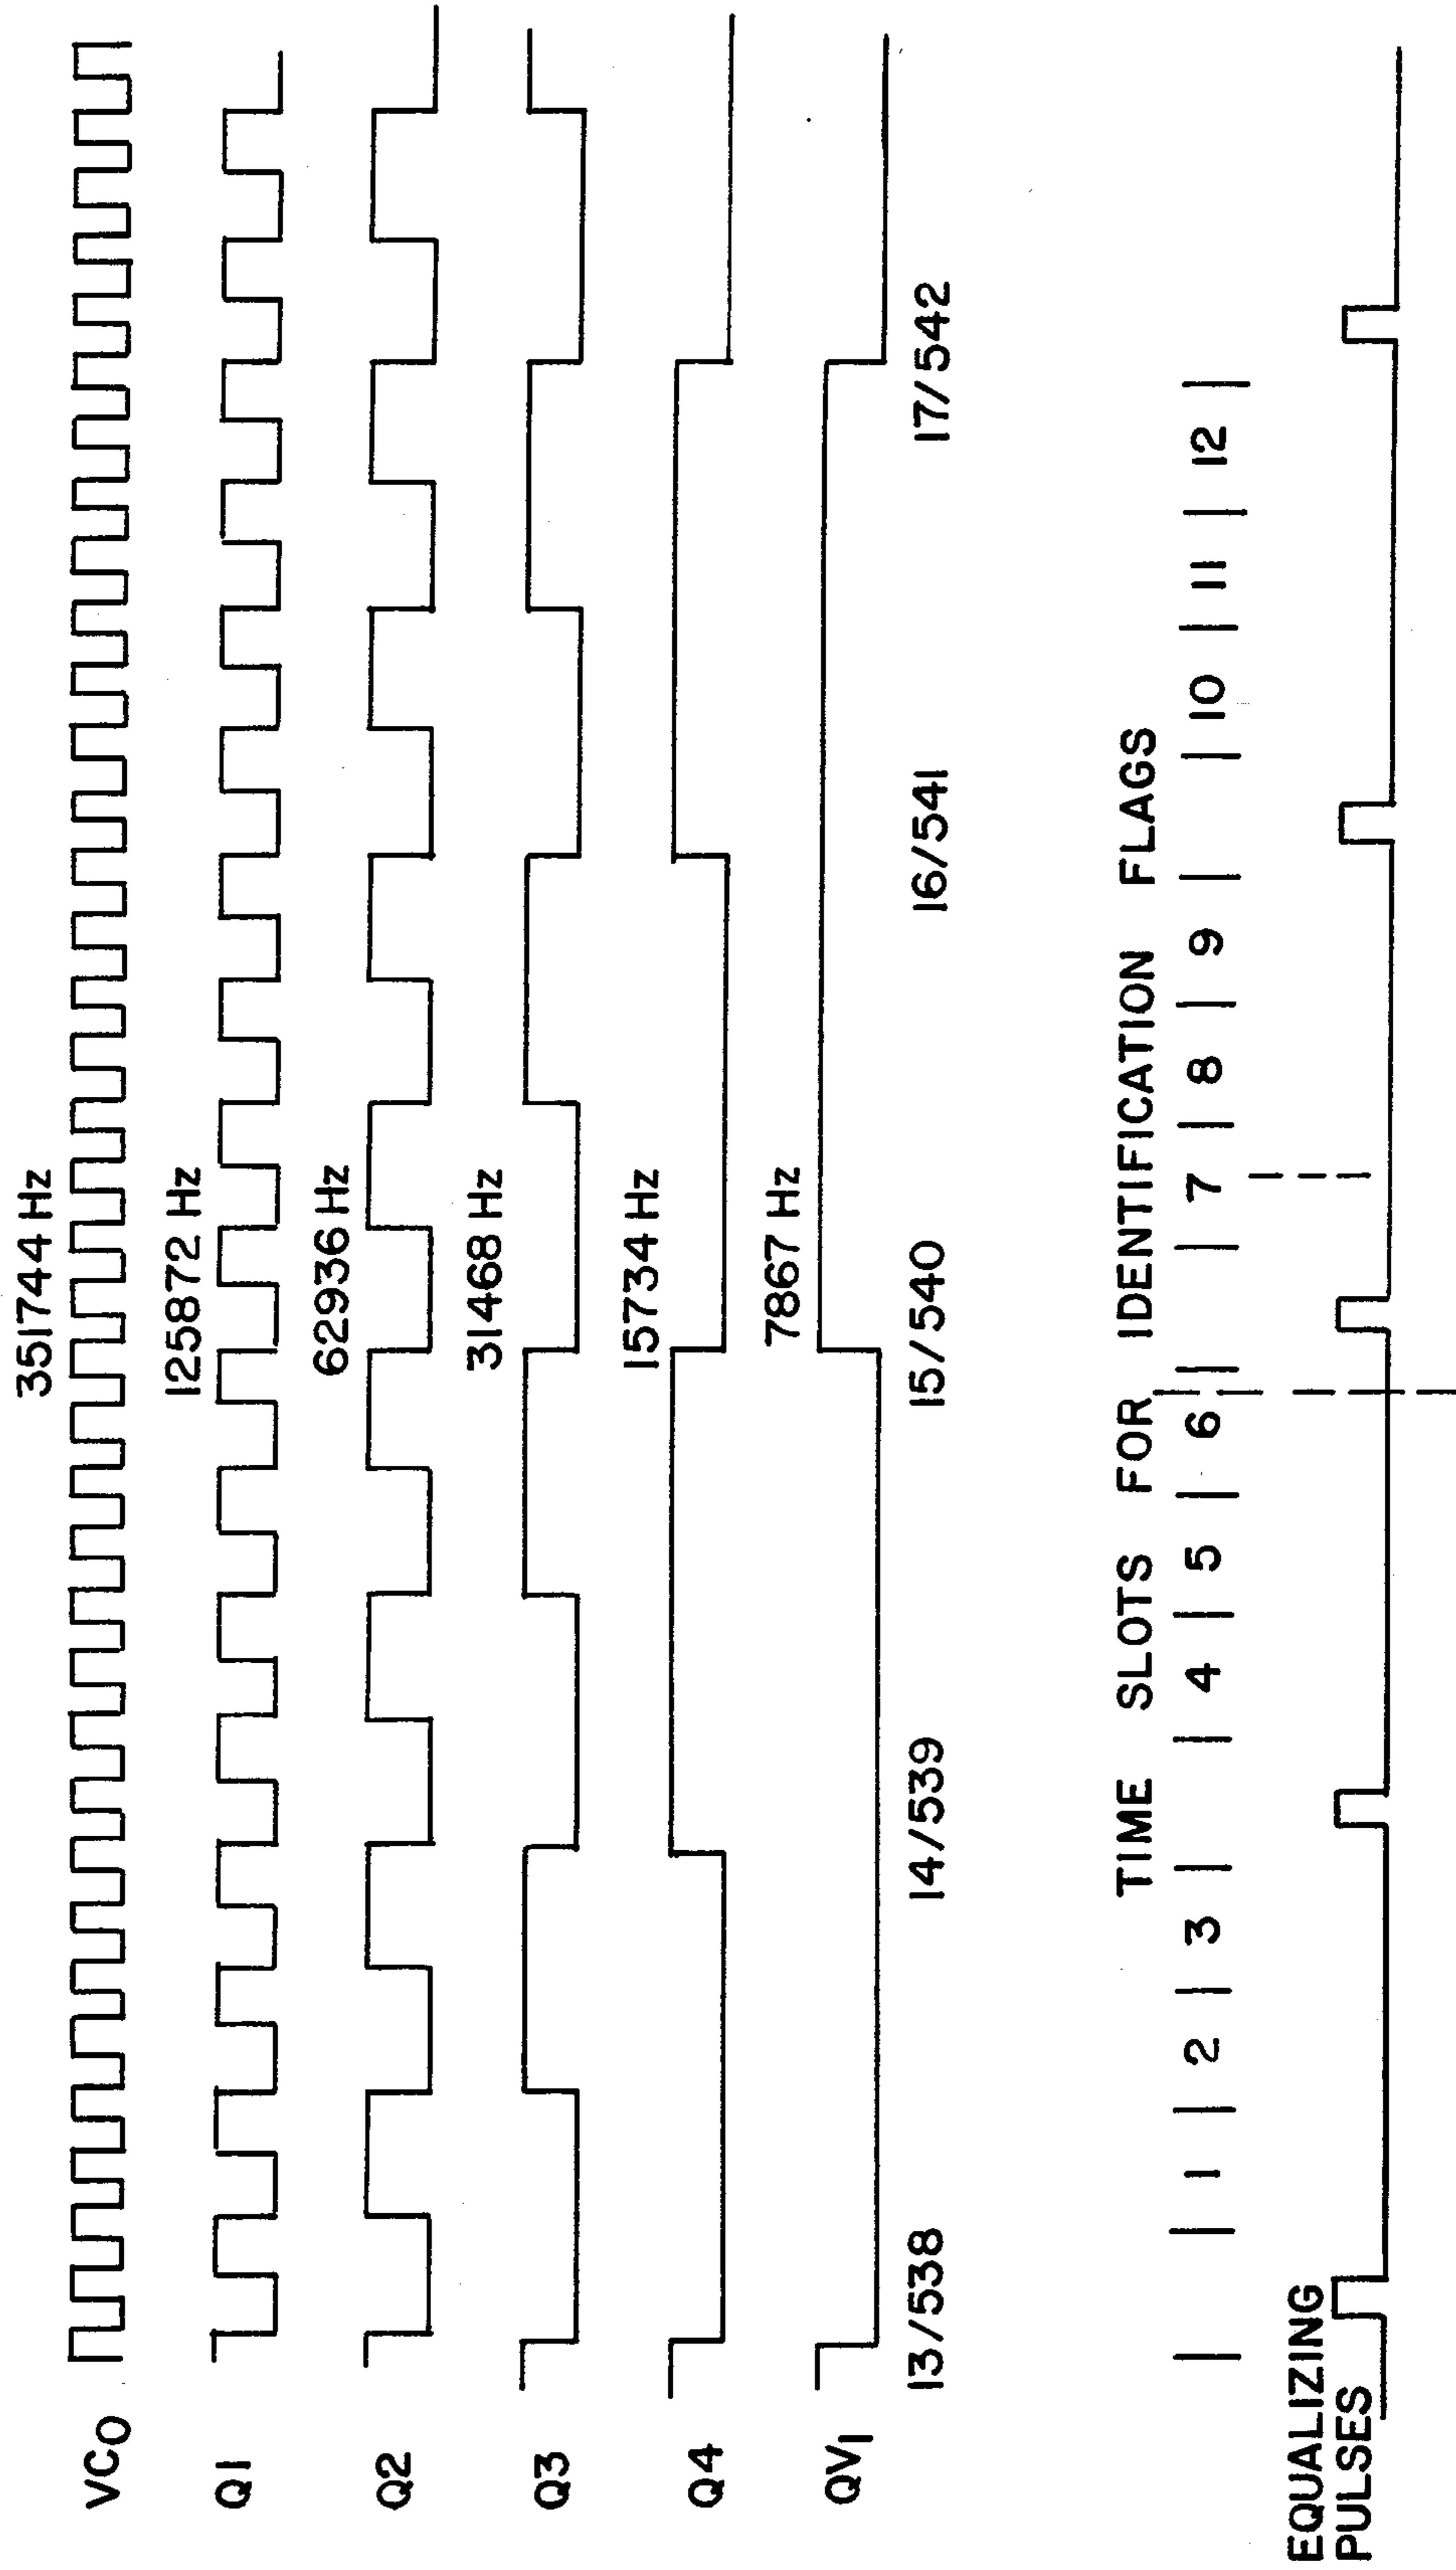 VCO 351744 Hz
Q1 125872 Hz
Q2 62936 Hz
Q3 31468 Hz
Q4 15734 Hz
QV1 7867 Hz
13/538 14/539 15/540 16/541 17/542
TIME SLOTS FOR IDENTIFICATION FLAGS
1 2 3 4 5 6 7 8 9 10 11 12
EQUALIZING
PULSES